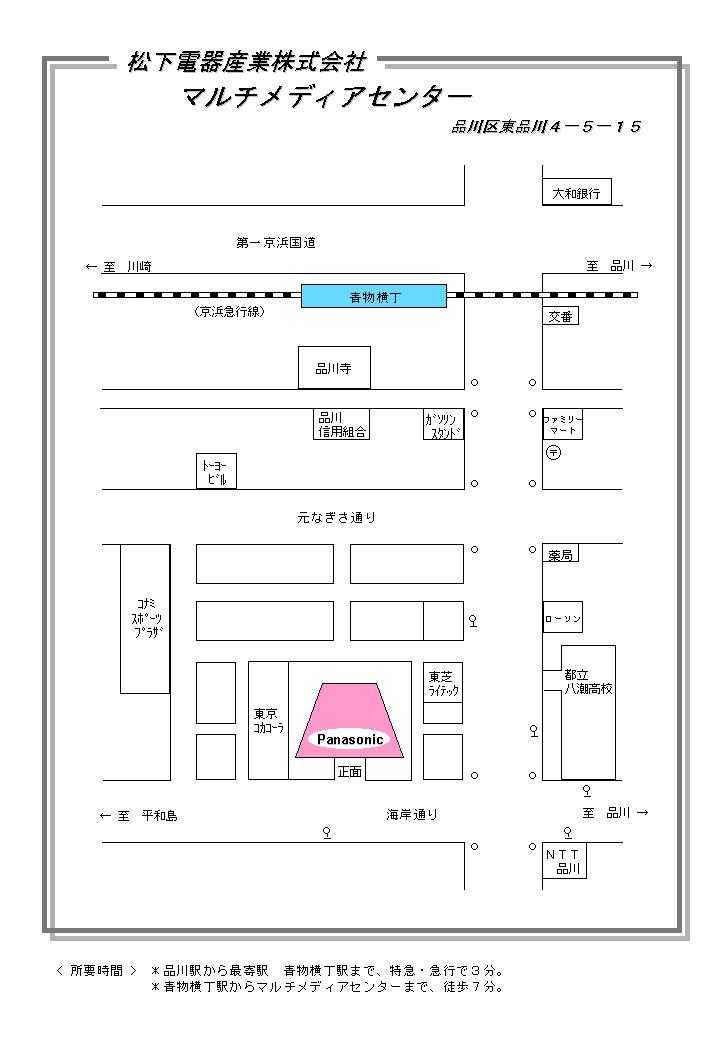 松下電器産業株式会社
マルチメディアセンター
品川区東品川４－５－１５
大和銀行
第一京浜国道
← 至　川崎
至　品川 →
青物横丁
（京浜急行線）
交番
品川寺
品川
信用組合
ｶﾞｿﾘﾝ
ｽﾀﾝﾄﾞ
ファミリー
マート
〒
ﾄｰﾖｰ
ﾋﾞﾙ
元なぎさ通り
薬局
ｺﾅﾐ
ｽﾎﾟｰﾂ
ﾌﾟﾗｻﾞ
ローソン
東芝
ﾗｲﾃｯｸ
都立
八潮高校
東京
ｺｶｺｰﾗ
Panasonic
正面
← 至　平和島
海岸通り
至　品川 →
ＮＴＴ
品川
< 所要時間 >　＊品川駅から最寄駅　青物横丁駅まで、特急・急行で３分。
＊青物横丁駅からマルチメディアセンターまで、徒歩７分。